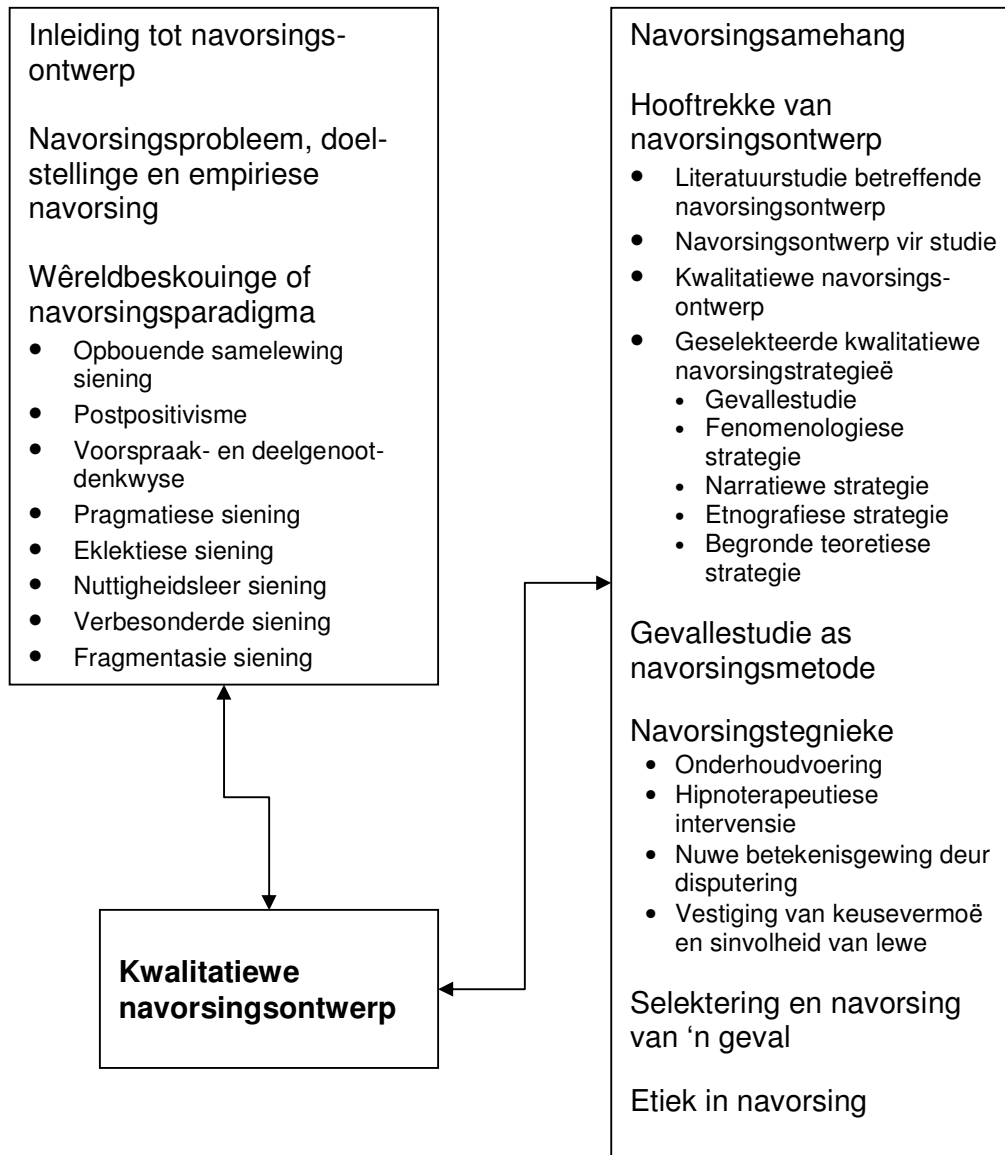 Inleiding tot navorsings-
ontwerp
Navorsingsprobleem, doel-
stellinge en empiriese
navorsing
Wêreldbeskouinge of
navorsingsparadigma
• Opbouende samelewing
siening
• Postpositivisme
• Voorspraak- en deelgenoot-
denkwyse
• Pragmatiese siening
• Eklektiese siening
• Nuttigheidsleer siening
• Verbesonderde siening
• Fragmentasie siening
Kwalitatiewe
navorsingsontwerp
Navorsingsamehang
Hooftrekke van
navorsingsontwerp
• Literatuurstudie betreffende
navorsingsontwerp
• Navorsingsontwerp vir studie
• Kwalitatiewe navorsings-
ontwerp
• Geselekteerde kwalitatiewe
navorsingstrategieë
• Gevallestudie
• Fenomenologiese
strategie
• Narratiewe strategie
• Etnografiese strategie
• Begronde teoretiese
strategie
Gevallestudie as
navorsingsmetode
Navorsingstegnieke
• Onderhoudvoering
• Hipnoterapeutiese
intervensie
• Nuwe betekenisgewing deur
disputering
• Vestiging van keusevermoë
en sinvolheid van lewe
Selektering en navorsing
van ‘n geval
Etiek in navorsing